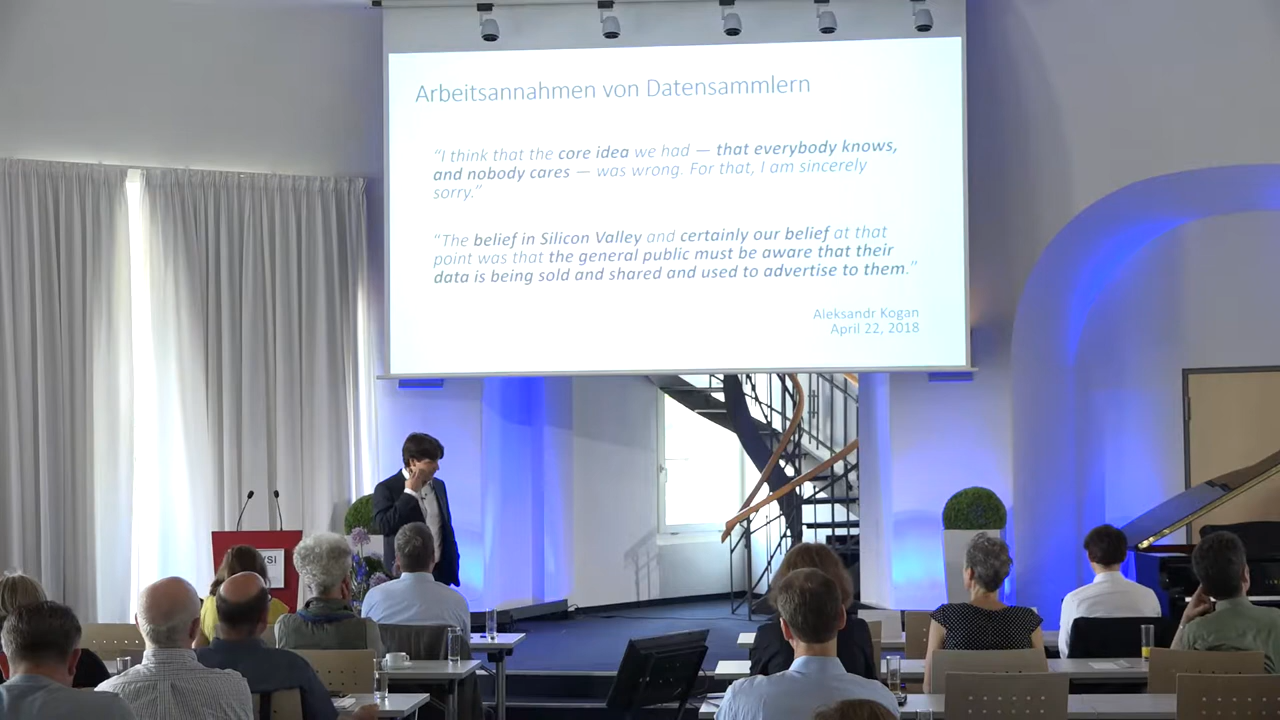 Arbeitsannahmen von Datensammlern
“I think that the core idea we had — that everybody knows,
and nobody cares — was wrong. For that, I am sincerely
sorry.”
“The belief in Silicon Valley and certainly our belief at that
point was that the general public must be aware that their
data is being sold and shared and used to advertise to them.”
Aleksandr Kogan
April 22, 2018